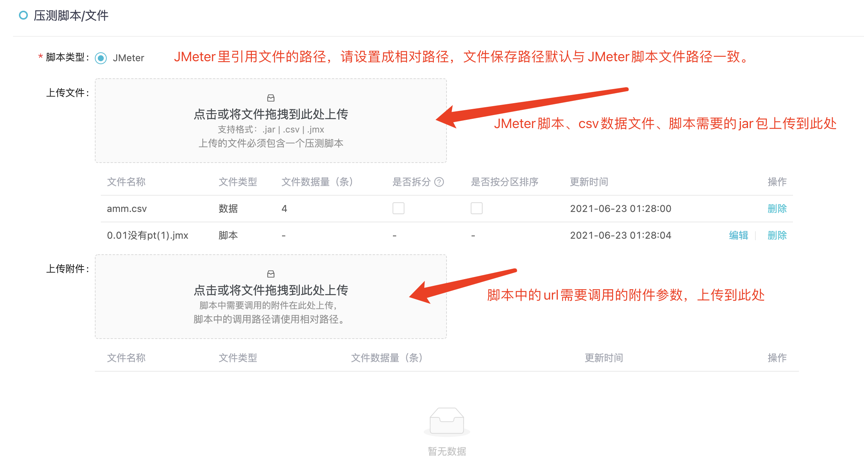 压测脚本/文件
* 脚本类型： JMeter JMeter里引用文件的路径，请设置成相对路径，文件保存路径默认与 JMeter脚本文件路径一致。
上传文件：
点击或将文件拖拽到此处上传
支持格式：.jar | .csv | .jmx
上传的文件必须包含一个压测脚本
JMeter脚本、csv数据文件、脚本需要的jar包上传到此处
文件名称 文件类型 文件数据量（条） 是否拆分 ? 是否按分区排序 更新时间 操作
amm.csv 数据 4 2021-06-23 01:28:00 删除
0.01没有pt(1).jmx 脚本 - - - 2021-06-23 01:28:04 编辑 删除
上传附件：
点击或将文件拖拽到此处上传
脚本中需要调用的附件在此处上传，
脚本中的调用路径请使用相对路径。
脚本中的url需要调用的附件参数，上传到此处
文件名称 文件类型 文件数据量（条） 更新时间 操作
暂无数据